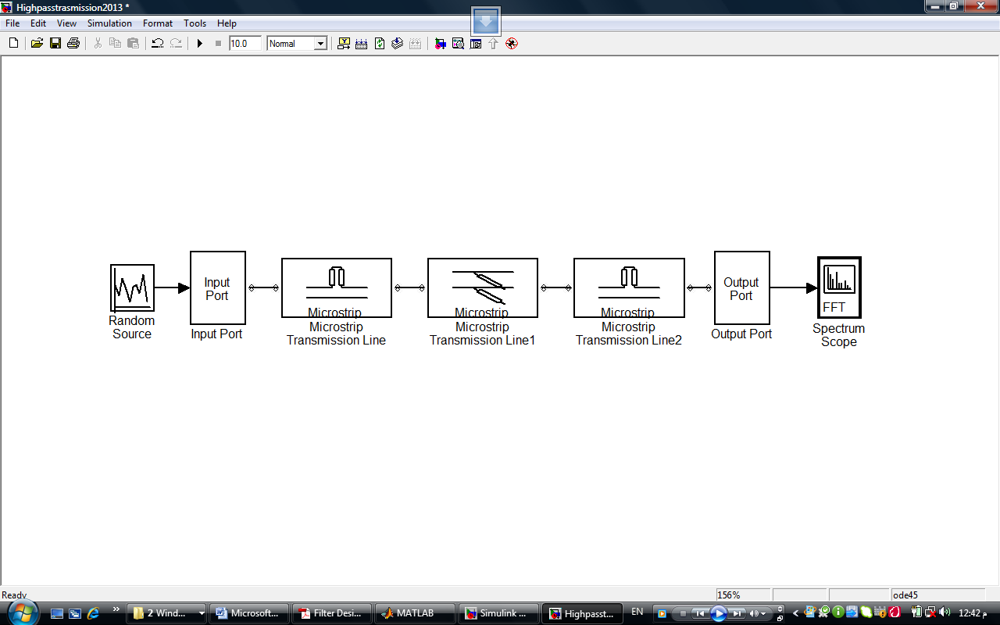 Highpasstrasmission2013 *
File Edit View Simulation Format Tools Help
10.0 Normal
Input
Port
Output
Port
Microstrip
Microstrip
Microstrip
FFT
Random
Source
Input Port
Microstrip
Transmission Line
Microstrip
Transmission Line1
Microstrip
Transmission Line2
Output Port
Spectrum
Scope
Ready 156% ode45
2 Wind... Microsoft... Filter Desi... MATLAB Simulink ... Highpasst... EN 12:42 م